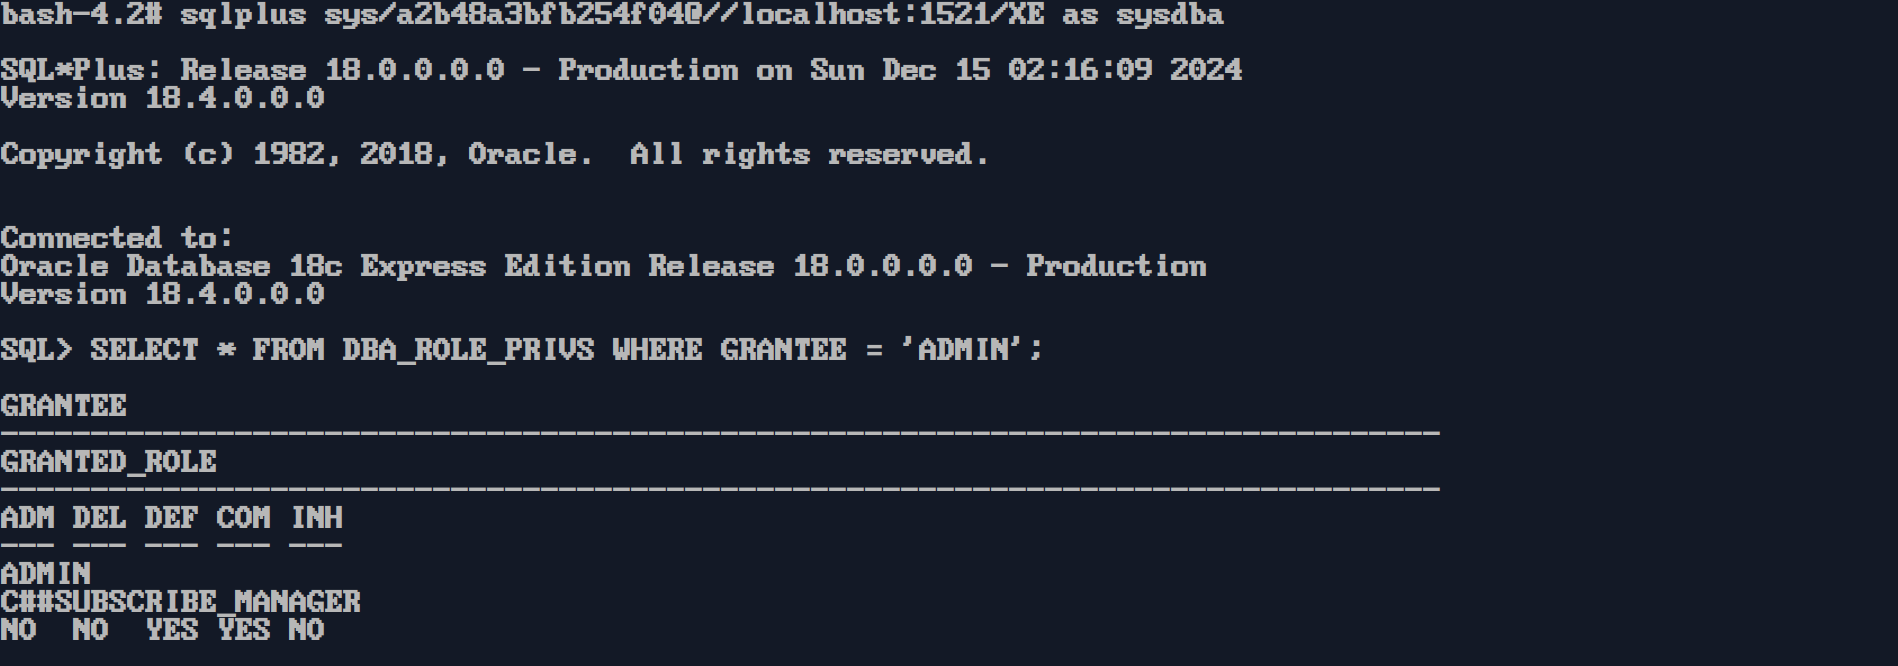 bash-4.2# sqlplus sys/a2b48a3bfb254f04@//localhost:1521/XE as sysdba
SQL*Plus: Release 18.0.0.0.0 - Production on Sun Dec 15 02:16:09 2024
Version 18.4.0.0.0
Copyright (c) 1982, 2018, Oracle.  All rights reserved.
Connected to:
Oracle Database 18c Express Edition Release 18.0.0.0.0 - Production
Version 18.4.0.0.0
SQL> SELECT * FROM DBA_ROLE_PRIVS WHERE GRANTEE = 'ADMIN';
GRANTEE
--------------------------------------------------------------------------------
GRANTED_ROLE
--------------------------------------------------------------------------------
ADM DEL DEF COM INH
--- --- --- --- ---
ADMIN
C##SUBSCRIBE_MANAGER
NO  NO  YES YES NO